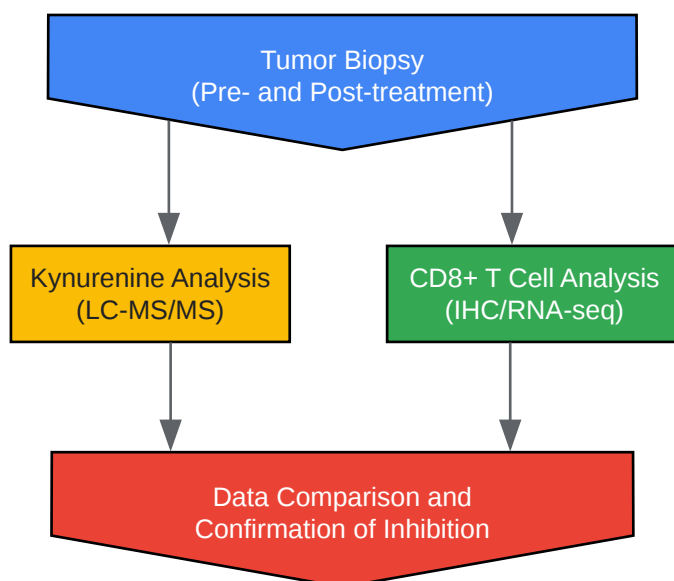 Tumor Biopsy
(Pre- and Post-treatment)
Kynurenine Analysis
(LC-MS/MS)
CD8+ T Cell Analysis
(IHC/RNA-seq)
Data Comparison and
Confirmation of Inhibition